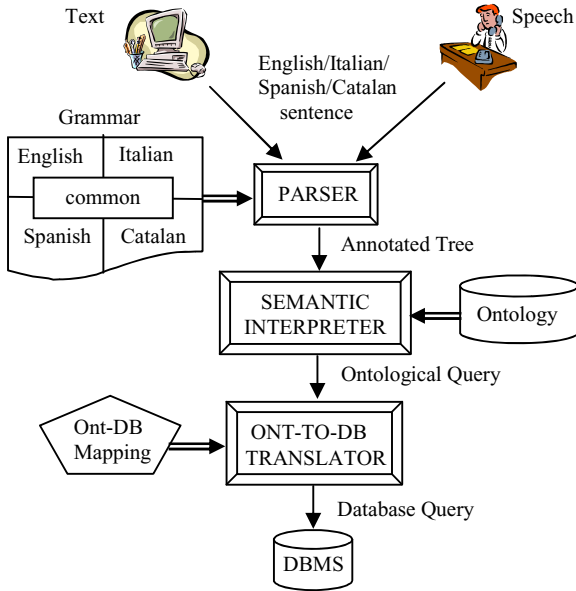 Text
Speech
English/Italian/
Spanish/Catalan
sentence
Grammar
English
Italian
common
Spanish
Catalan
PARSER
Annotated Tree
SEMANTIC
INTERPRETER
Ontology
Ontological Query
Ont-DB
Mapping
ONT-TO-DB
TRANSLATOR
Database Query
DBMS